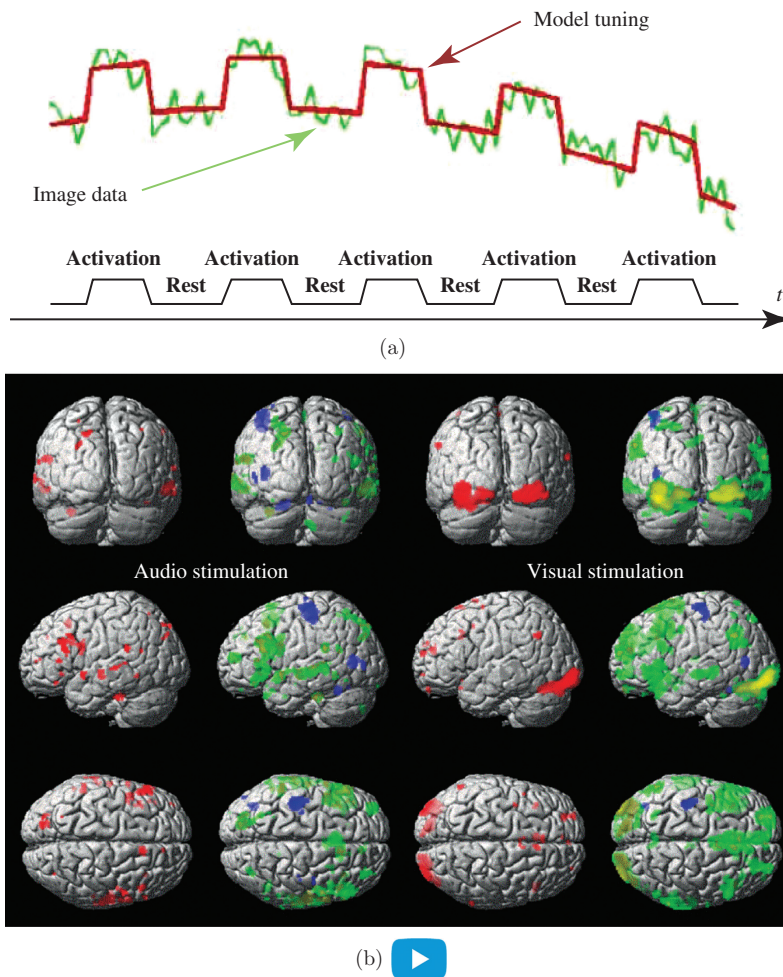 Model tuning
Image data
Activation Activation Activation Activation Activation
Rest Rest Rest Rest
t
(a)
Audio stimulation Visual stimulation
(b)